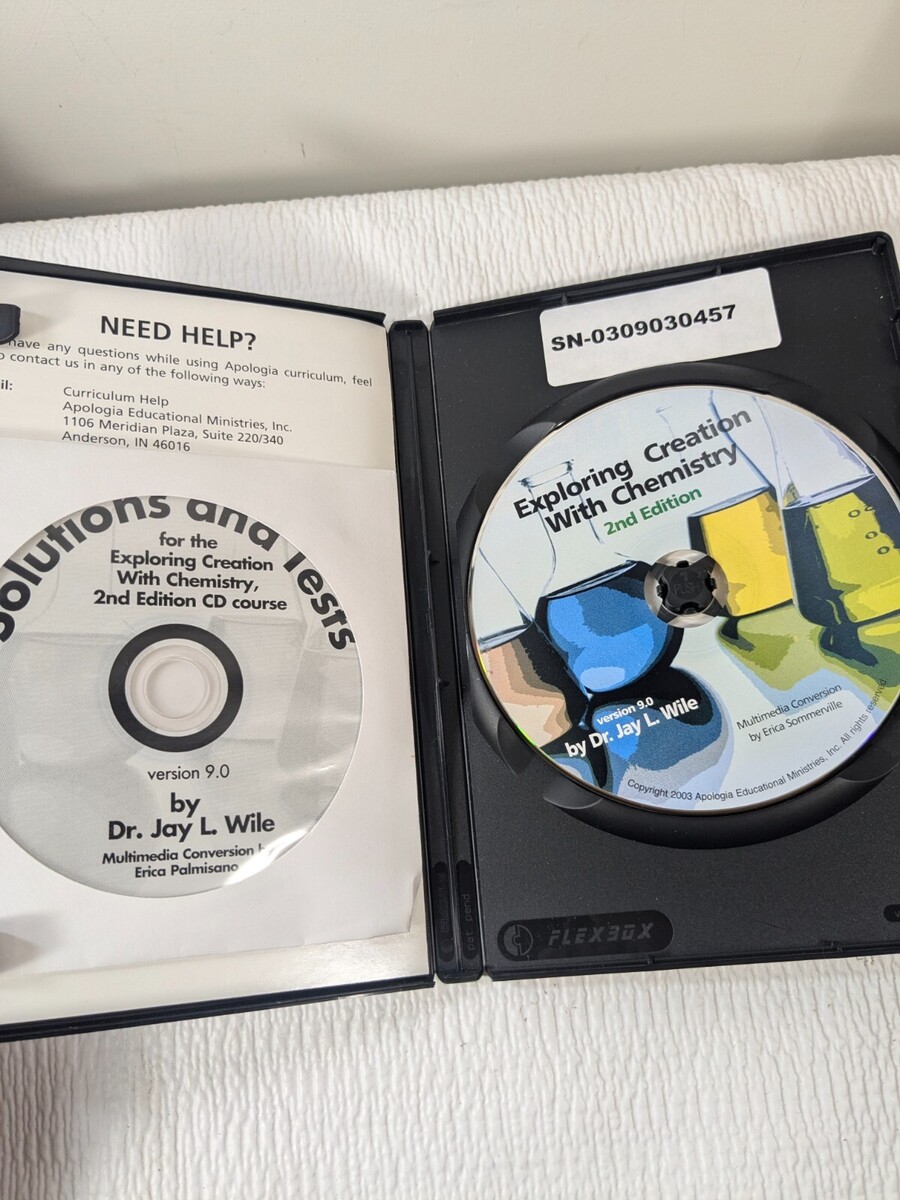 NEED HELP?
have any questions while using Apologia curriculum, feel
contact us in any of the following ways:
il:
Curriculum Help
Apologia Educational Ministries, Inc.
1106 Meridian Plaza, Suite 220/340
Anderson, IN 46016
Solutions and Tests
for the
Exploring Creation
With Chemistry,
2nd Edition CD course
version 9.0
by
Dr. Jay L. Wile
Multimedia Conversion
Erica Palmisano
SN-0309030457
Exploring Creation
With Chemistry
2nd Edition
version 9.0
by Dr. Jay L. Wile
Multimedia Conversion
by Erica Sommerville
Copyright 2003 Apologia Educational Ministries, Inc. All rights reserved
pat pend
FLEXBOX